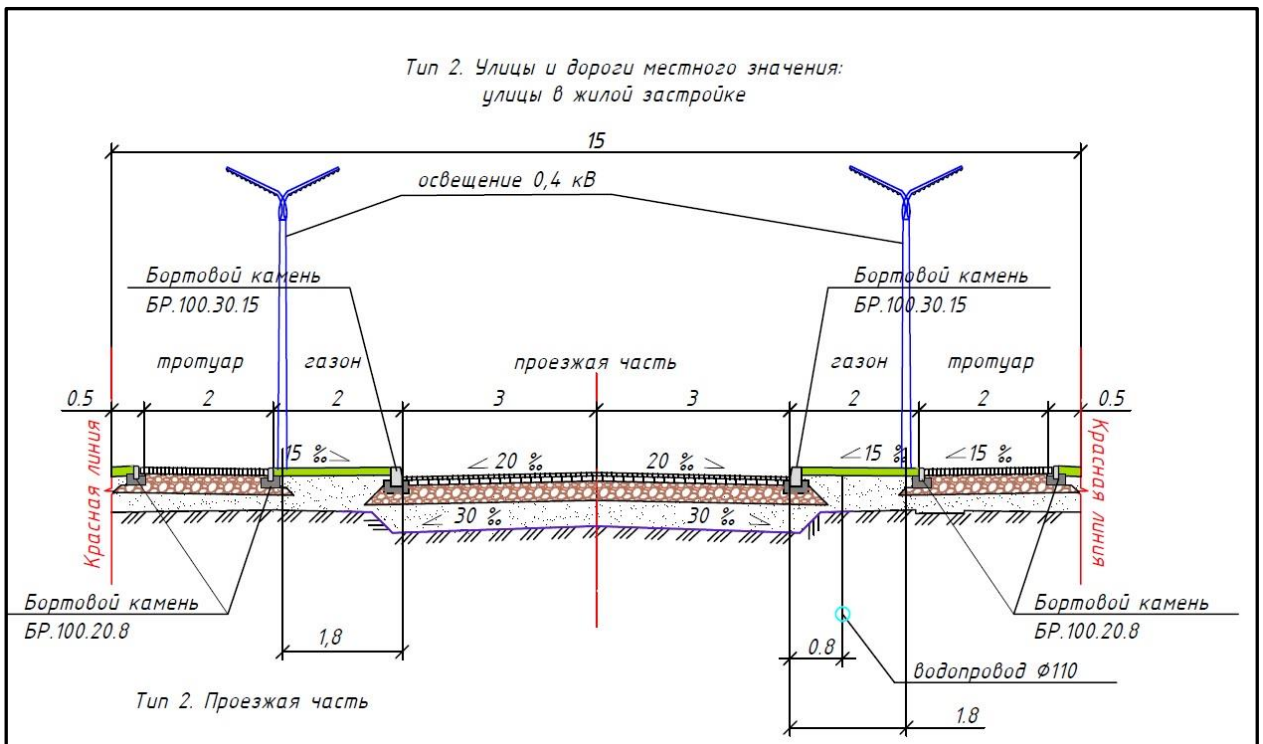 Тип 2. Улицы и дороги местного значения:
улицы в жилой застройке
15
освещение 0,4 кВ
Бортовой камень
БР.100.30.15
Бортовой камень
БР.100.30.15
тротуар газон проезжая часть газон тротуар
0.5 2 2 3 3 2 2 0.5
15 ‰ 20 ‰ 20 ‰ 15 ‰ 15 ‰
Красная линия
Красная линия
30 ‰ 30 ‰
Бортовой камень
БР.100.20.8
Бортовой камень
БР.100.20.8
1,8 0.8
водопровод Ф110
Тип 2. Проезжая часть
1.8